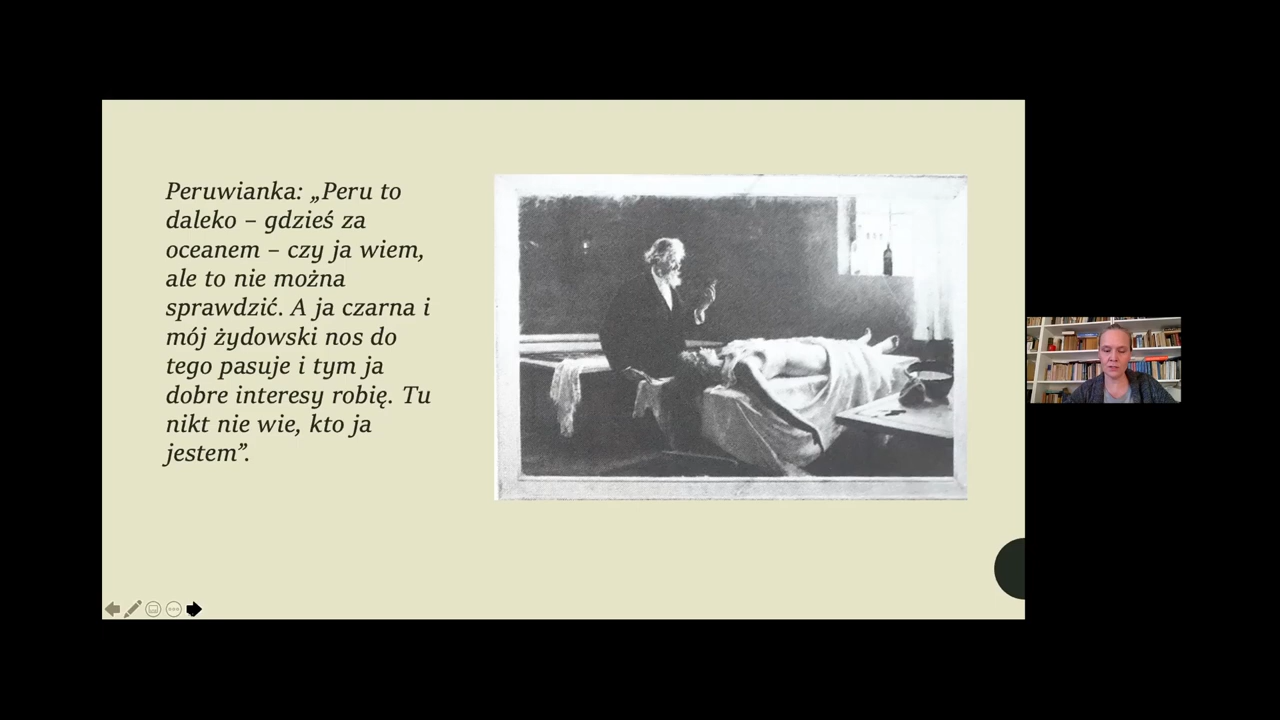 Peruwianka: „Peru to
daleko – gdzieś za
oceanem – czy ja wiem,
ale to nie można
sprawdzić. A ja czarna i
mój żydowski nos do
tego pasuje i tym ja
dobre interesy robię. Tu
nikt nie wie, kto ja
jestem”.